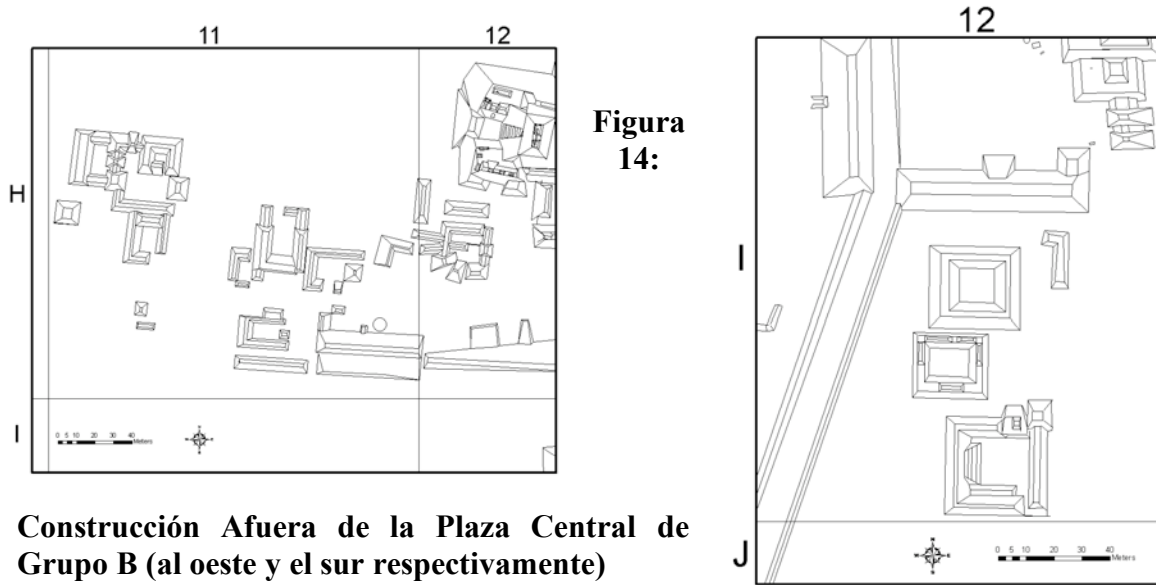 11 12
Figura
14:
H
I
0 5 10 20 30 40
Meters
Construcción Afuera de la Plaza Central de
Grupo B (al oeste y el sur respectivamente)
12
I
J
0 5 10 20 30 40
Meters